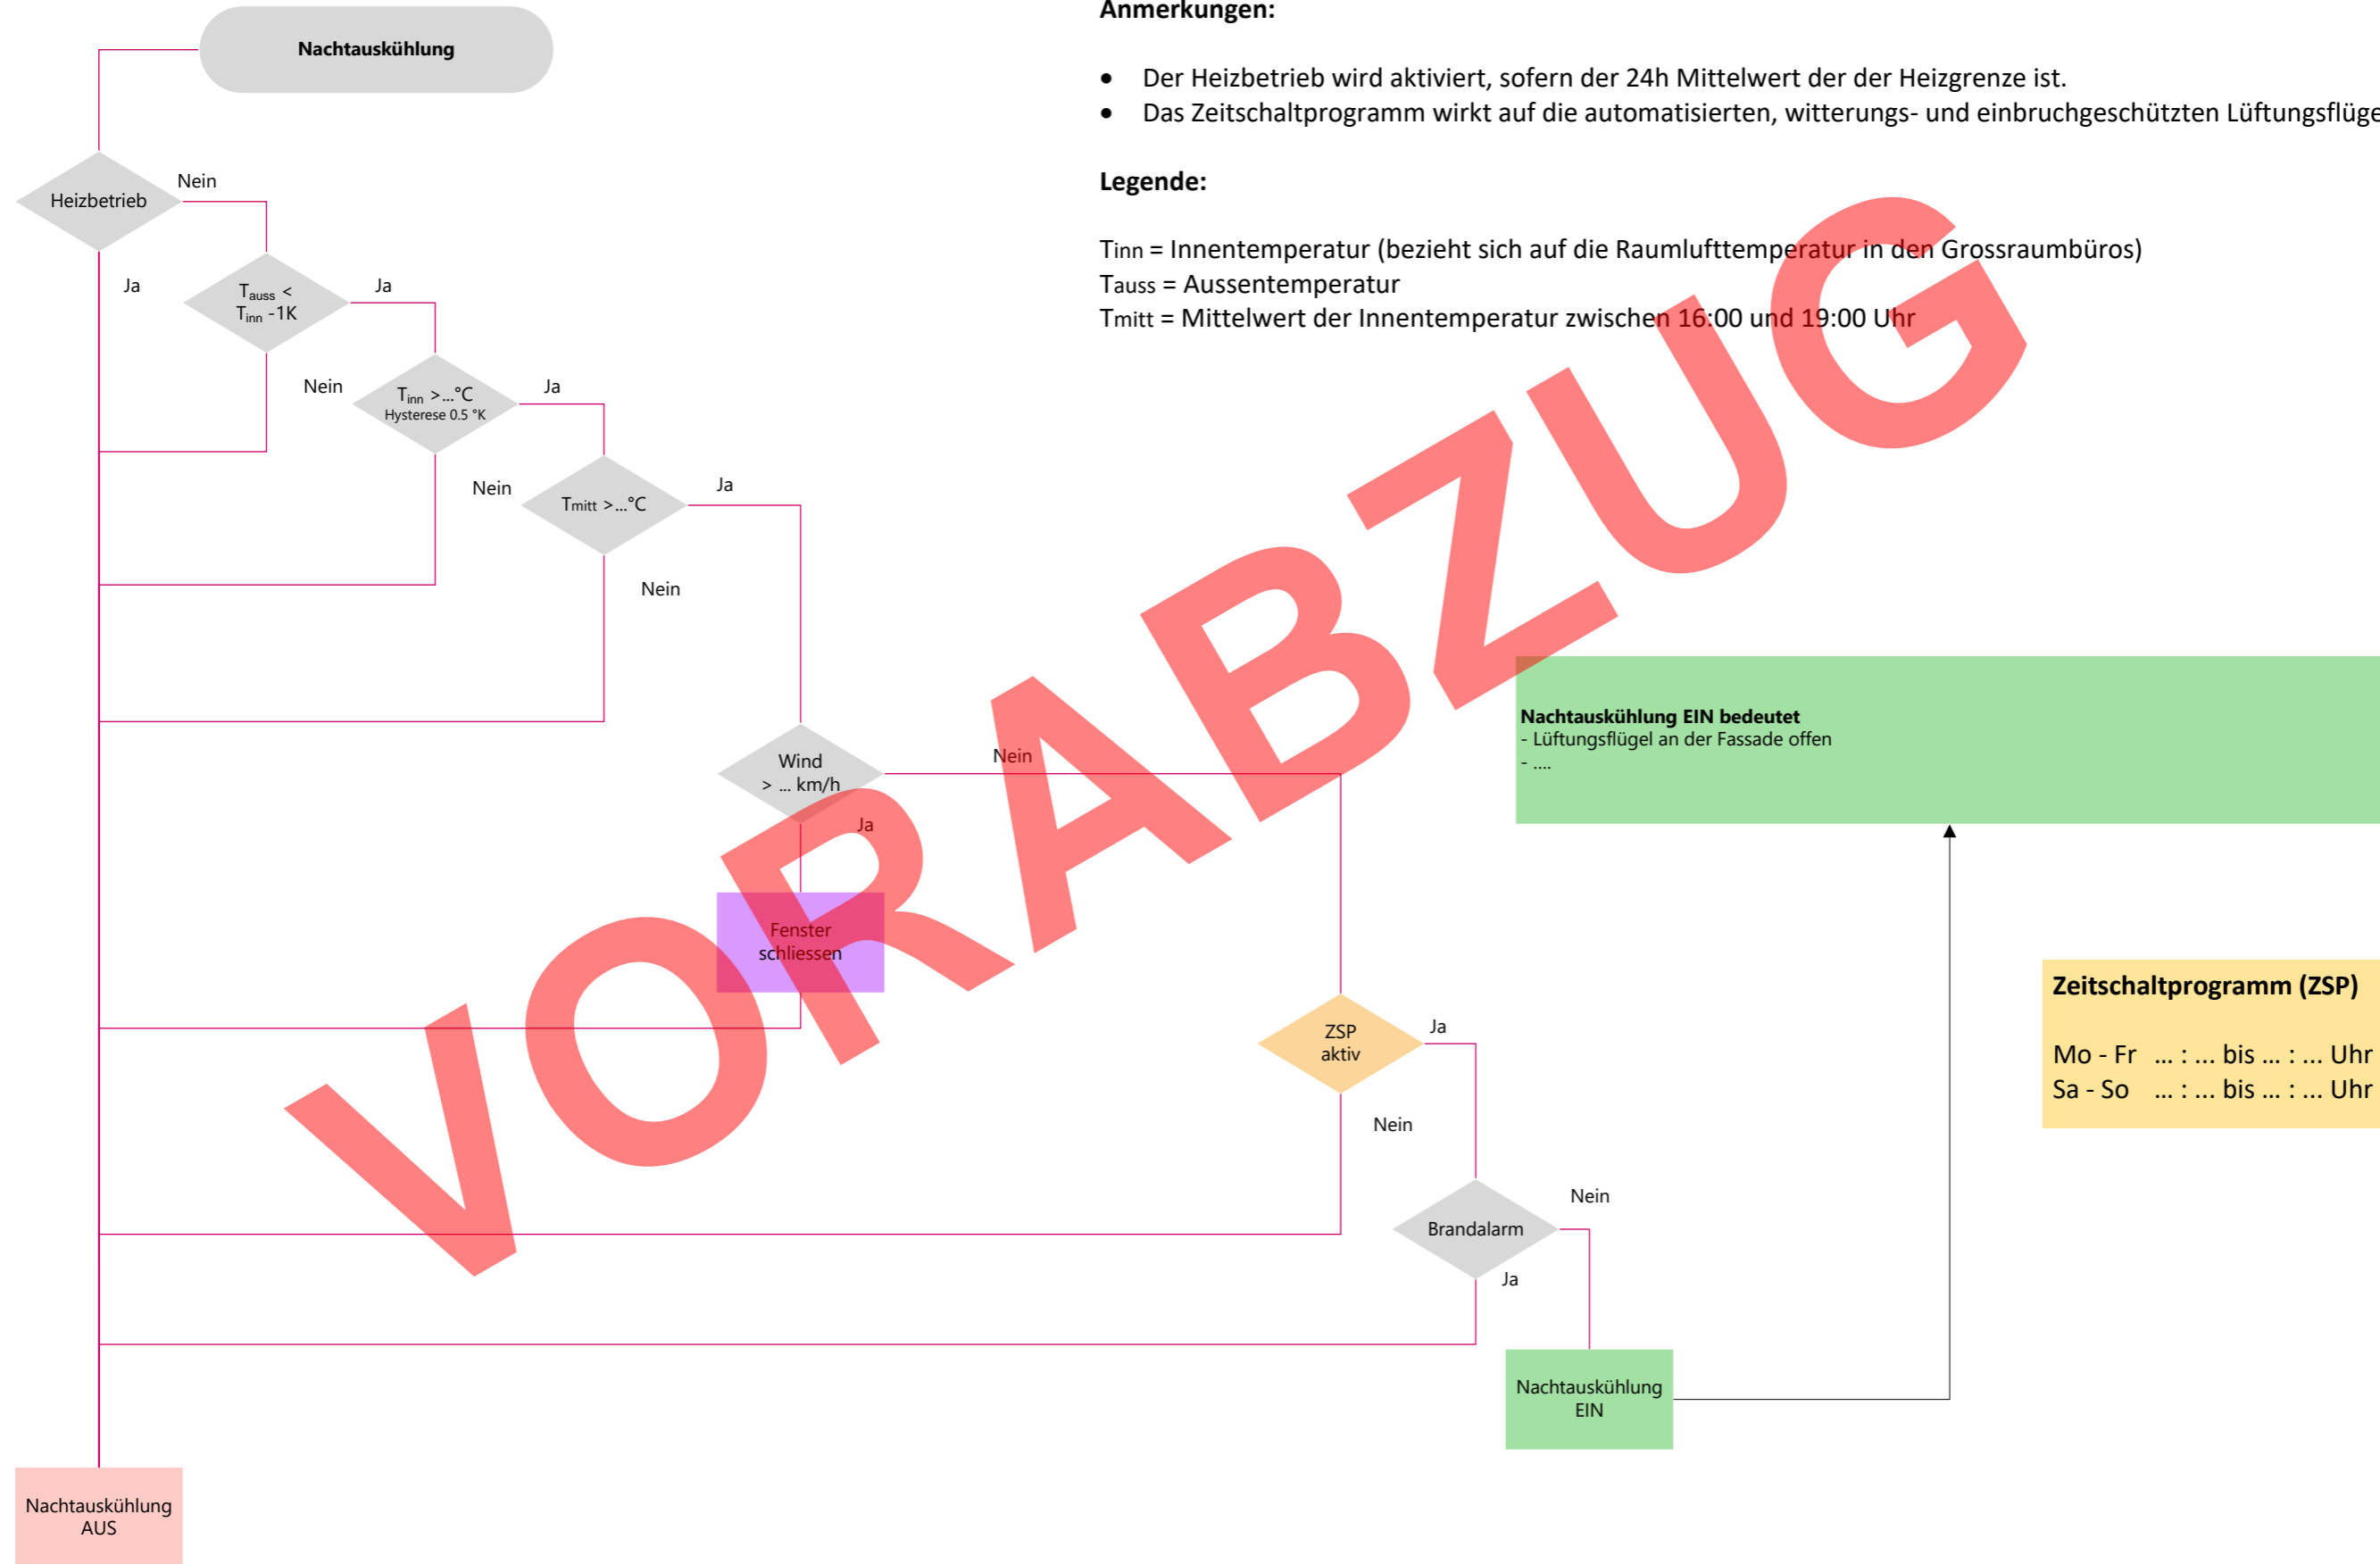 Anmerkungen:
• Der Heizbetrieb wird aktiviert, sofern der 24h Mittelwert der der Heizgrenze ist.
• Das Zeitschaltprogramm wirkt auf die automatisierten, witterungs- und einbruchgeschützten
Legende:
Tinn = Innentemperatur (bezieht sich auf die Raumlufttemperatur in den Grossraumbüros)
Tauss = Aussentemperatur
Tmitt = Mittelwert der Innentemperatur zwischen 16:00 und 19:00 Uhr
Nachtauskühlung
Heizbetrieb
Nein
Ja
Tauss <
Tinn -1K
Ja
Nein
Tinn >...°C
Hysterese 0.5 °K
Ja
Nein
Tmitt >...°C
Ja
Nein
Wind
> ... km/h
Nein
Ja
Fenster
schliessen
Nachtauskühlung EIN bedeutet
- Lüftungsflügel an der Fassade offen
- ....
Zeitschaltprogramm (ZSP)
Mo - Fr ... : ... bis ... : ... Uhr
Sa - So ... : ... bis ... : ... Uhr
ZSP
aktiv
Ja
Nein
Brandalarm
Nein
Ja
Nachtauskühlung
EIN
Nachtauskühlung
AUS
VORABZUG